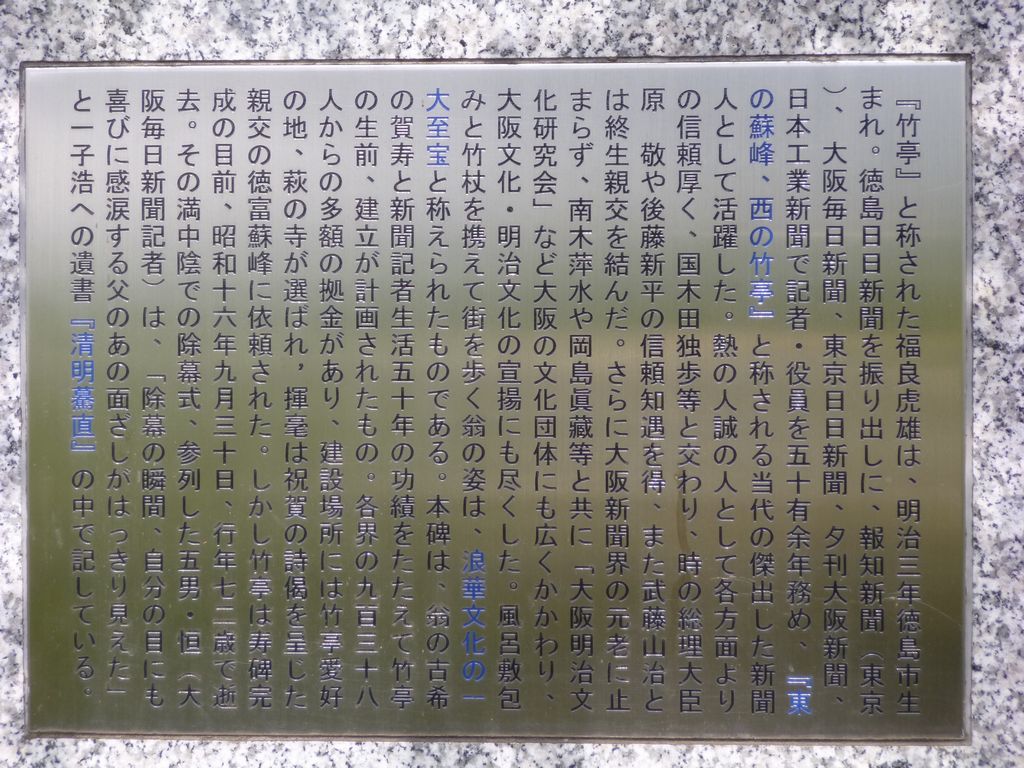 『竹亭』と称された福良虎雄は、明治三年徳島市生
まれ。徳島日日新聞を振り出しに、報知新聞（東京
）、大阪毎日新聞、東京日日新聞、夕刊大阪新聞、
日本工業新聞で記者・役員を五十有余年務め、『東
の蘇峰、西の竹亭』と称される当代の傑出した新聞
人として活躍した。熱の人誠の人として各方面より
の信頼厚く、国木田独歩等と交わり、時の総理大臣
原　敬や後藤新平の信頼知遇を得、また武藤山治と
は終生親交を結んだ。さらに大阪新聞界の元老に止
まらず、南木萍水や岡島眞藏等と共に「大阪明治文
化研究会」など大阪の文化団体にも広くかかわり、
大阪文化・明治文化の宣揚にも尽くした。風呂敷包
みと竹杖を携えて街を歩く翁の姿は、浪華文化の一
大至宝と称えられたものである。本碑は、翁の古希
の賀寿と新聞記者生活五十年の功績をたたえて竹亭
の生前、建立が計画されたもの。各界の九百三十八
人からの多額の拠金があり、建設場所には竹亭愛好
の地、萩の寺が選ばれ，揮毫は祝賀の詩偈を呈した
親交の徳富蘇峰に依頼された。しかし竹亭は寿碑完
成の目前、昭和十六年九月三十日、行年七二歳で逝
去。その満中陰での除幕式、参列した五男・恒（大
阪毎日新聞記者）は、「除幕の瞬間、自分の目にも
喜びに感涙する父のあの面ざしがはっきり見えた」
と一子浩への遺書『清明驀直』の中で記している。